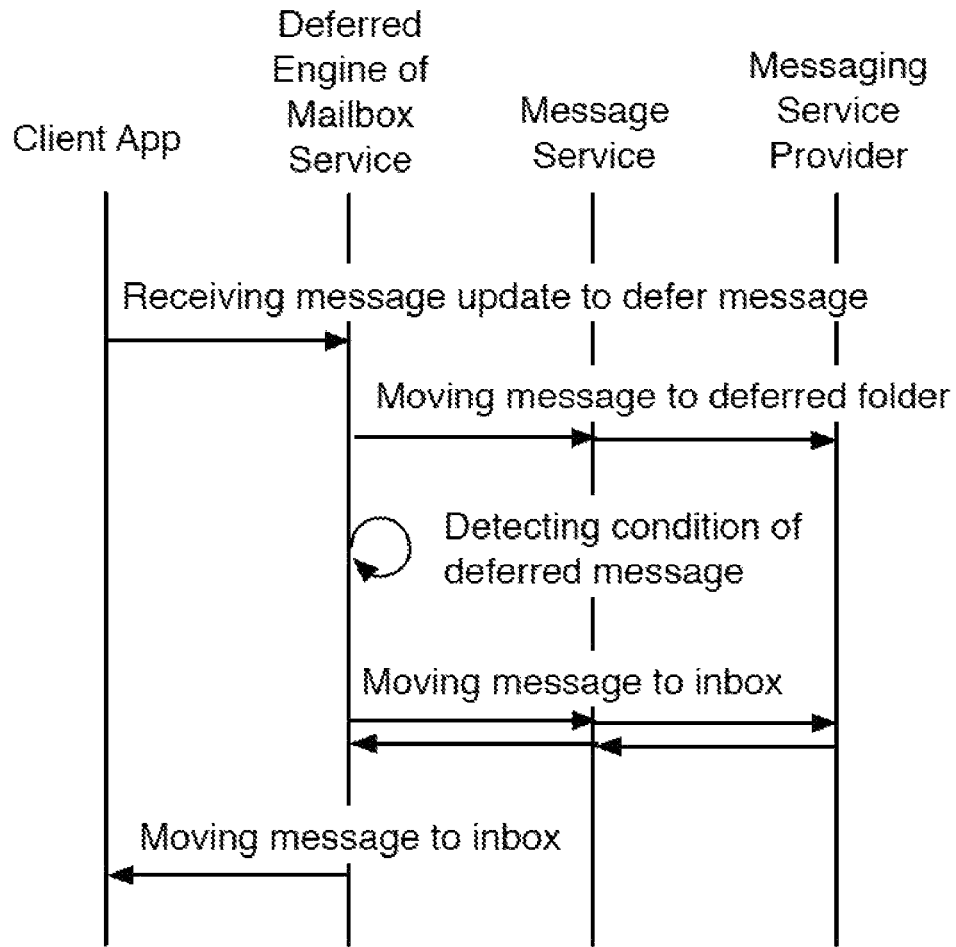 Client App
Deferred
Engine of
Mailbox
Service
Message
Service
Messaging
Service
Provider
Receiving message update to defer message
Moving message to deferred folder
Detecting condition of
deferred message
Moving message to inbox
Moving message to inbox